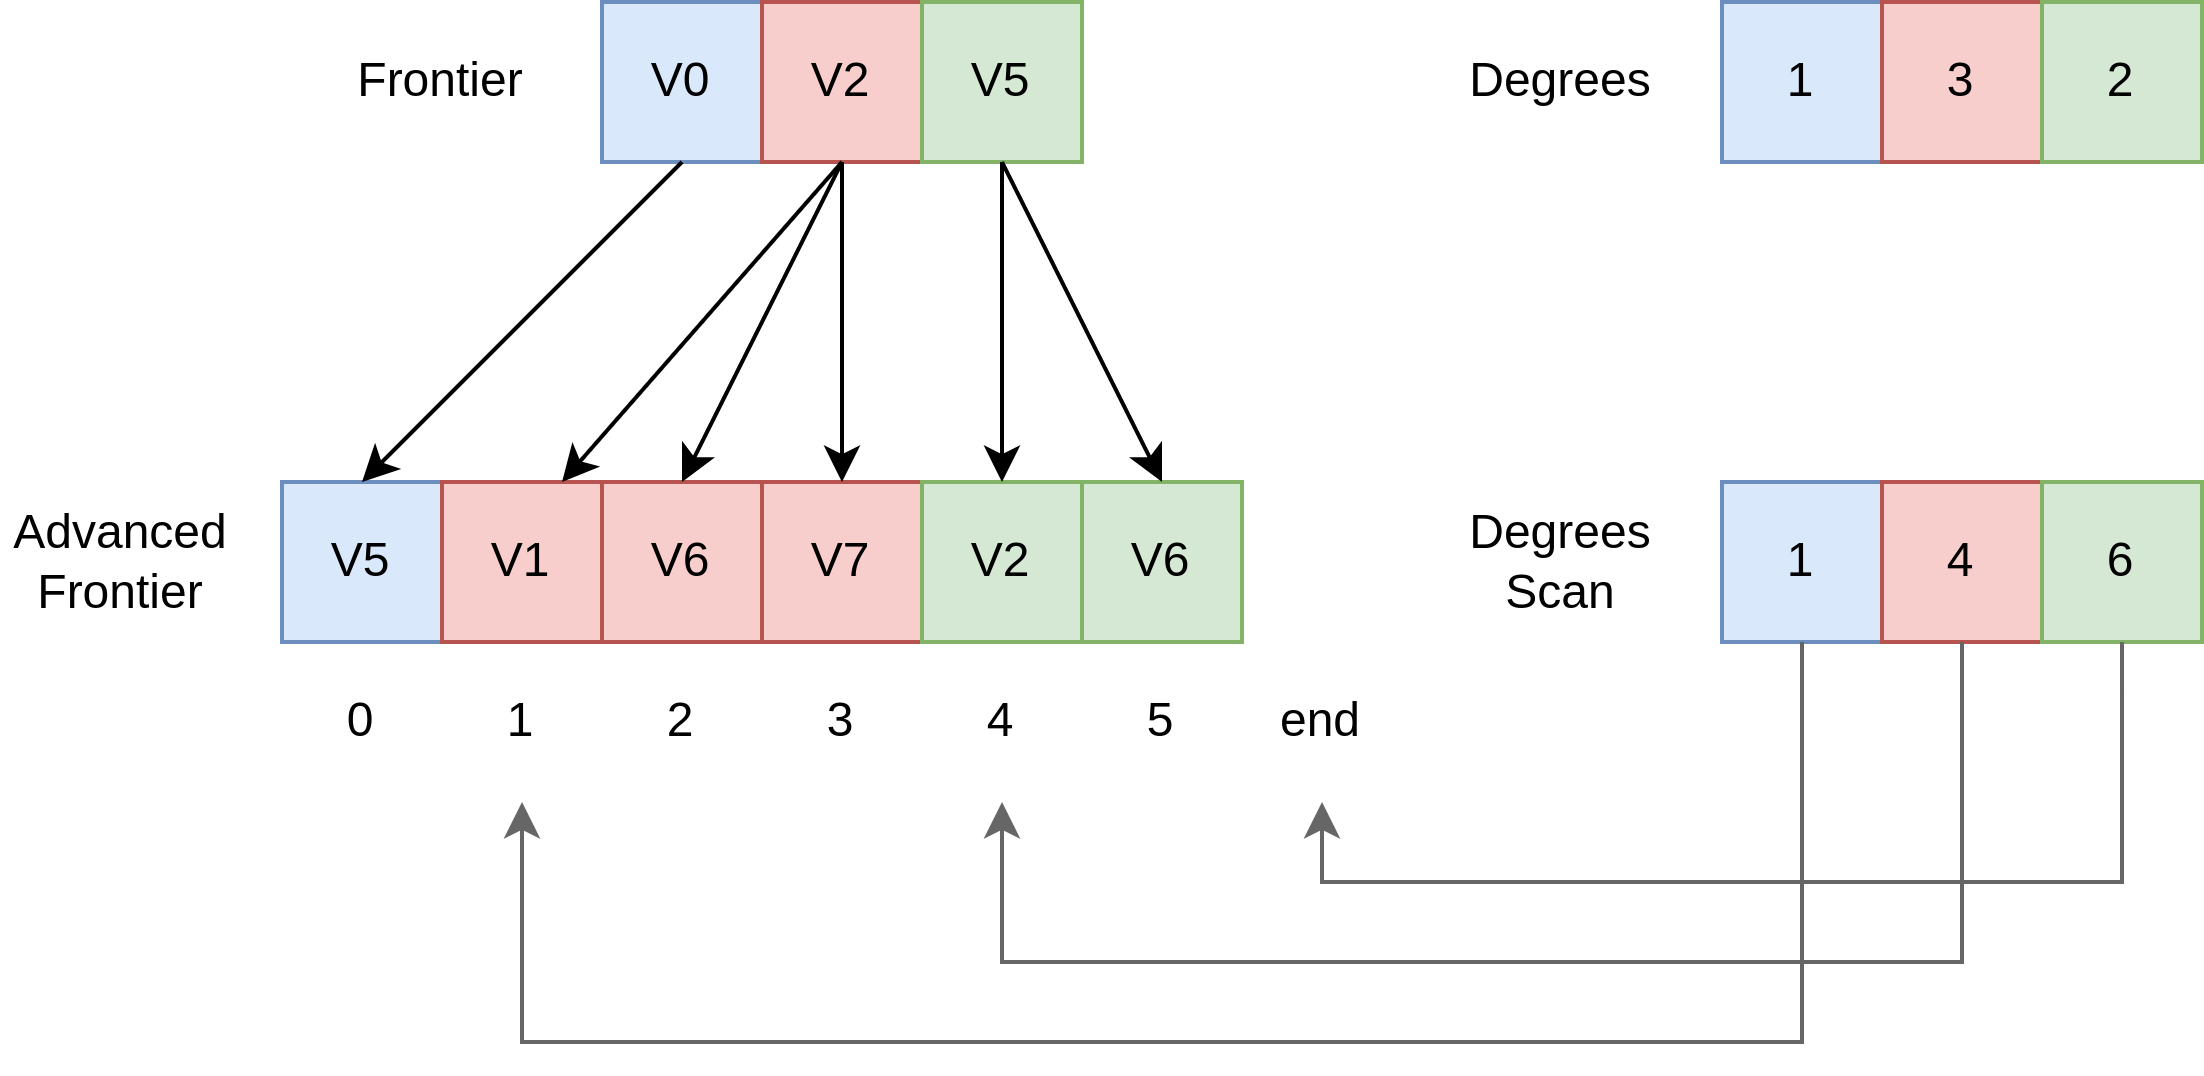 Frontier V0 V2 V5
Degrees 1 3 2
Advanced
Frontier
V5 V1 V6 V7 V2 V6
Degrees
Scan
1 4 6
0 1 2 3 4 5 end